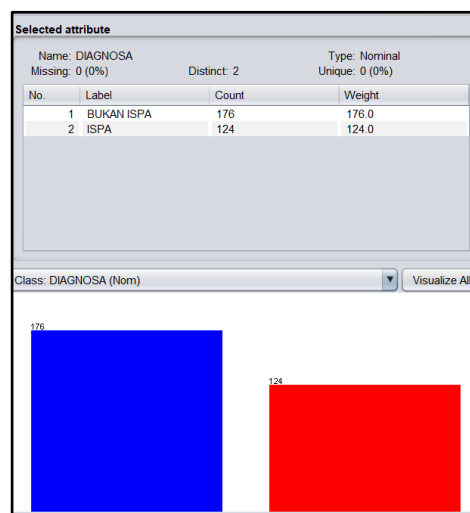 Selected attribute
Name: DIAGNOSA Type: Nominal
Missing: 0 (0%) Distinct: 2 Unique: 0 (0%)
No. Label Count Weight
1 BUKAN ISPA 176 176.0
2 ISPA 124 124.0
Class: DIAGNOSA (Nom) Visualize All
176
124